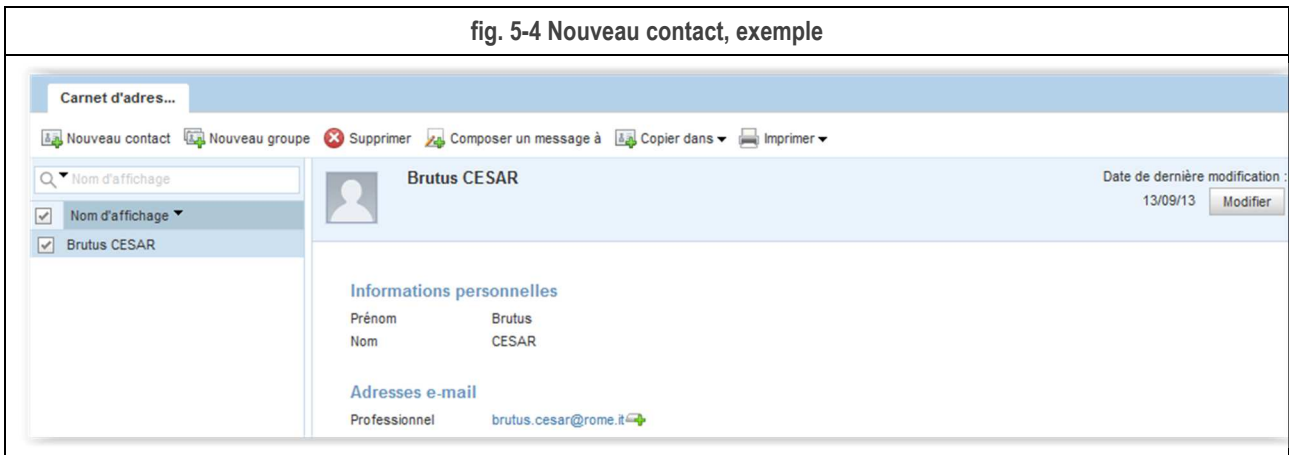 fig. 5-4 Nouveau contact, exemple
Carnet d'adres...
Nouveau contact Nouveau groupe Supprimer Composer un message à Copier dans Imprimer
Nom d'affichage
Brutus CESAR
Date de dernière modification :
13/09/13 Modifier
Nom d'affichage
Brutus CESAR
Informations personnelles
Prénom Brutus
Nom CESAR
Adresses e-mail
Professionnel brutus.cesar@rome.it